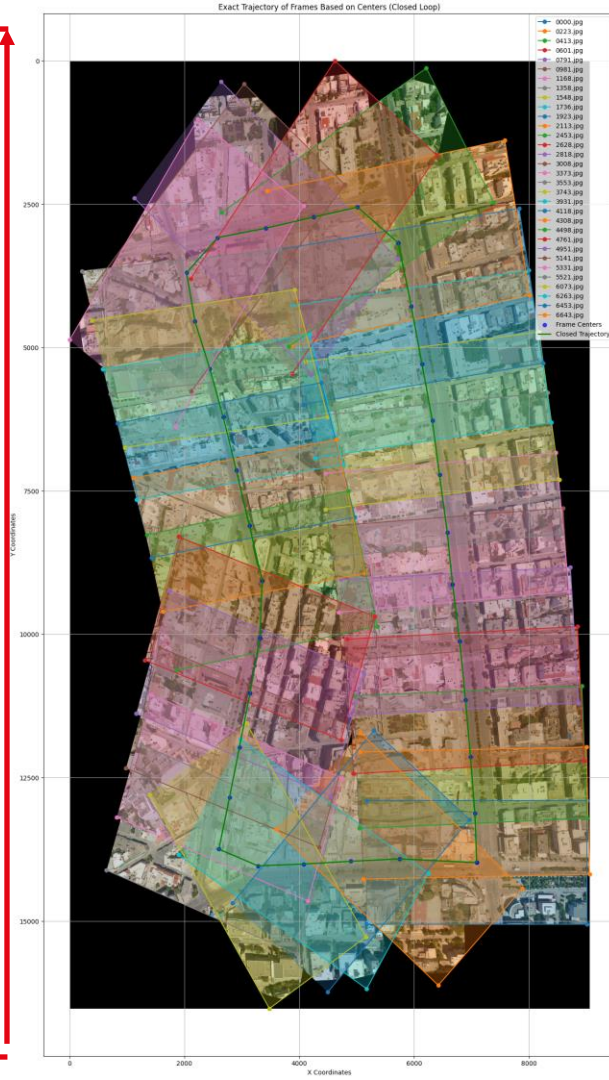 Exact Trajectory of Frames Based on Centers (Closed Loop)
0000.jpg
0223.jpg
0413.jpg
0601.jpg
0791.jpg
0981.jpg
1168.jpg
1358.jpg
1548.jpg
1736.jpg
1923.jpg
2113.jpg
2453.jpg
2628.jpg
2818.jpg
3008.jpg
3373.jpg
3553.jpg
3743.jpg
3931.jpg
4118.jpg
4308.jpg
4498.jpg
4761.jpg
4951.jpg
5141.jpg
5331.jpg
5521.jpg
6073.jpg
6263.jpg
6453.jpg
6643.jpg
Frame Centers
Closed Trajectory
0
2500
5000
7500
10000
12500
15000
Y Coordinates
0
2000
4000
6000
8000
X Coordinates